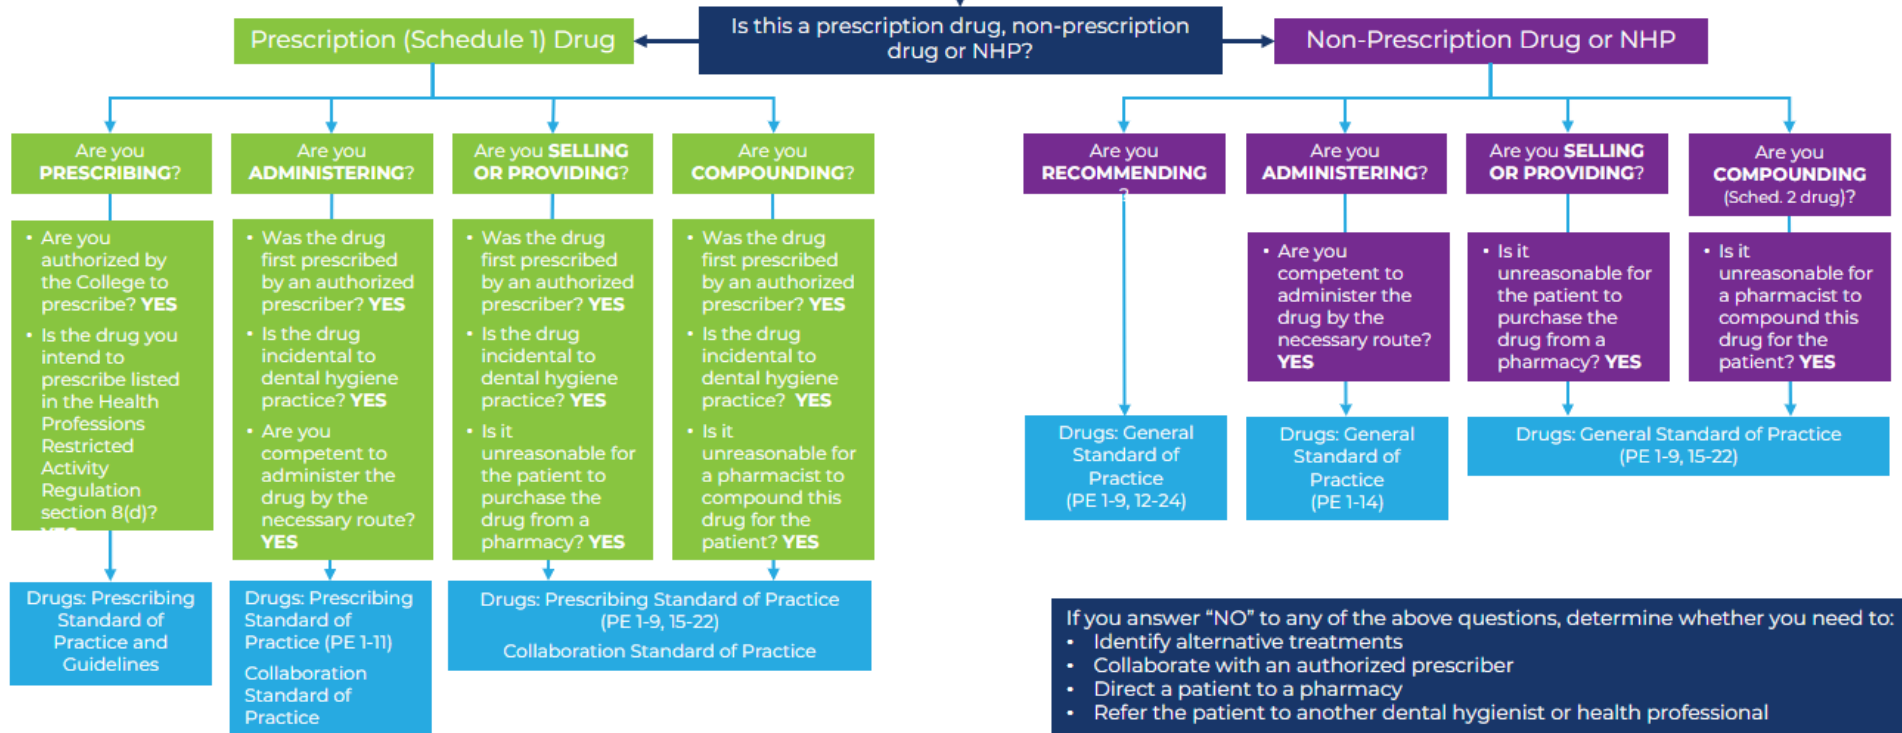 Is this a prescription drug, non-prescription
drug or NHP?
Prescription (Schedule 1) Drug
Non-Prescription Drug or NHP
Are you
PRESCRIBING?
• Are you
authorized by
the College to
prescribe? YES
• Is the drug you
intend to
prescribe listed
in the Health
Professions
Restricted
Activity
Regulation
section 8(d)?
YES
Drugs: Prescribing
Standard of
Practice and
Guidelines
Are you
ADMINISTERING?
• Was the drug
first prescribed
by an authorized
prescriber? YES
• Is the drug
incidental to
dental hygiene
practice? YES
• Are you
competent to
administer the
drug by the
necessary route?
YES
Drugs: Prescribing
Standard of
Practice (PE 1-11)
Collaboration
Standard of
Practice
Are you SELLING
OR PROVIDING?
• Was the drug
first prescribed
by an authorized
prescriber? YES
• Is the drug
incidental to
dental hygiene
practice? YES
• Is it
unreasonable for
the patient to
purchase the
drug from a
pharmacy? YES
Are you
COMPOUNDING?
• Was the drug
first prescribed
by an authorized
prescriber? YES
• Is the drug
incidental to
dental hygiene
practice? YES
• Is it
unreasonable for
a pharmacist to
compound this
drug for the
patient? YES
Drugs: Prescribing Standard of Practice
(PE 1-9, 15-22)
Collaboration Standard of Practice
Are you
RECOMMENDING
?
Drugs: General
Standard of
Practice
(PE 1-9, 12-24)
Are you
ADMINISTERING?
• Are you
competent to
administer the
drug by the
necessary route?
YES
Drugs: General
Standard of
Practice
(PE 1-14)
Are you SELLING
OR PROVIDING?
• Is it
unreasonable for
the patient to
purchase the
drug from a
pharmacy? YES
Are you
COMPOUNDING
(Sched. 2 drug)?
• Is it
unreasonable for
a pharmacist to
compound this
drug for the
patient? YES
Drugs: General Standard of Practice
(PE 1-9, 15-22)
If you answer “NO” to any of the above questions, determine whether you need to:
• Identify alternative treatments
• Collaborate with an authorized prescriber
• Direct a patient to a pharmacy
• Refer the patient to another dental hygienist or health professional